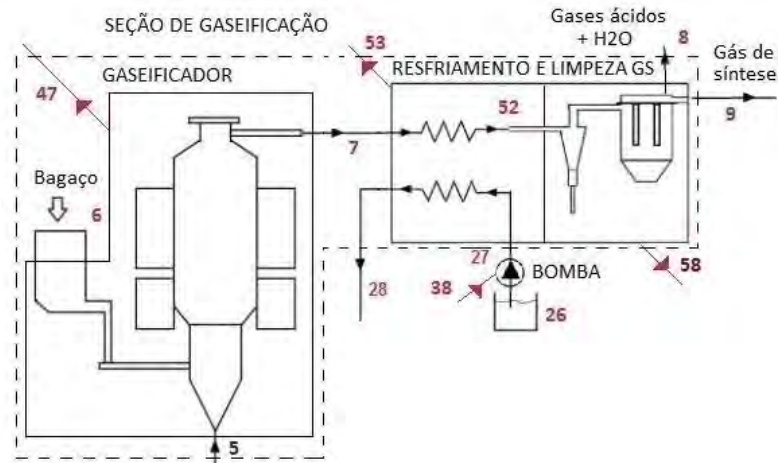 SEÇÃO DE GASEIFICAÇÃO
Gases ácidos
+ H2O
8
Gás de
síntese
53
GASEIFICADOR
RESFRIAMENTO E LIMPEZA GS
47
52
7
9
Bagaço
6
27
58
28
BOMBA
38
26
5